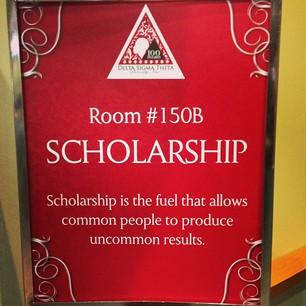 100
DELTA SIGMA THETA
Room #150B
SCHOLARSHIP
Scholarship is the fuel that allows
common people to produce
uncommon results.